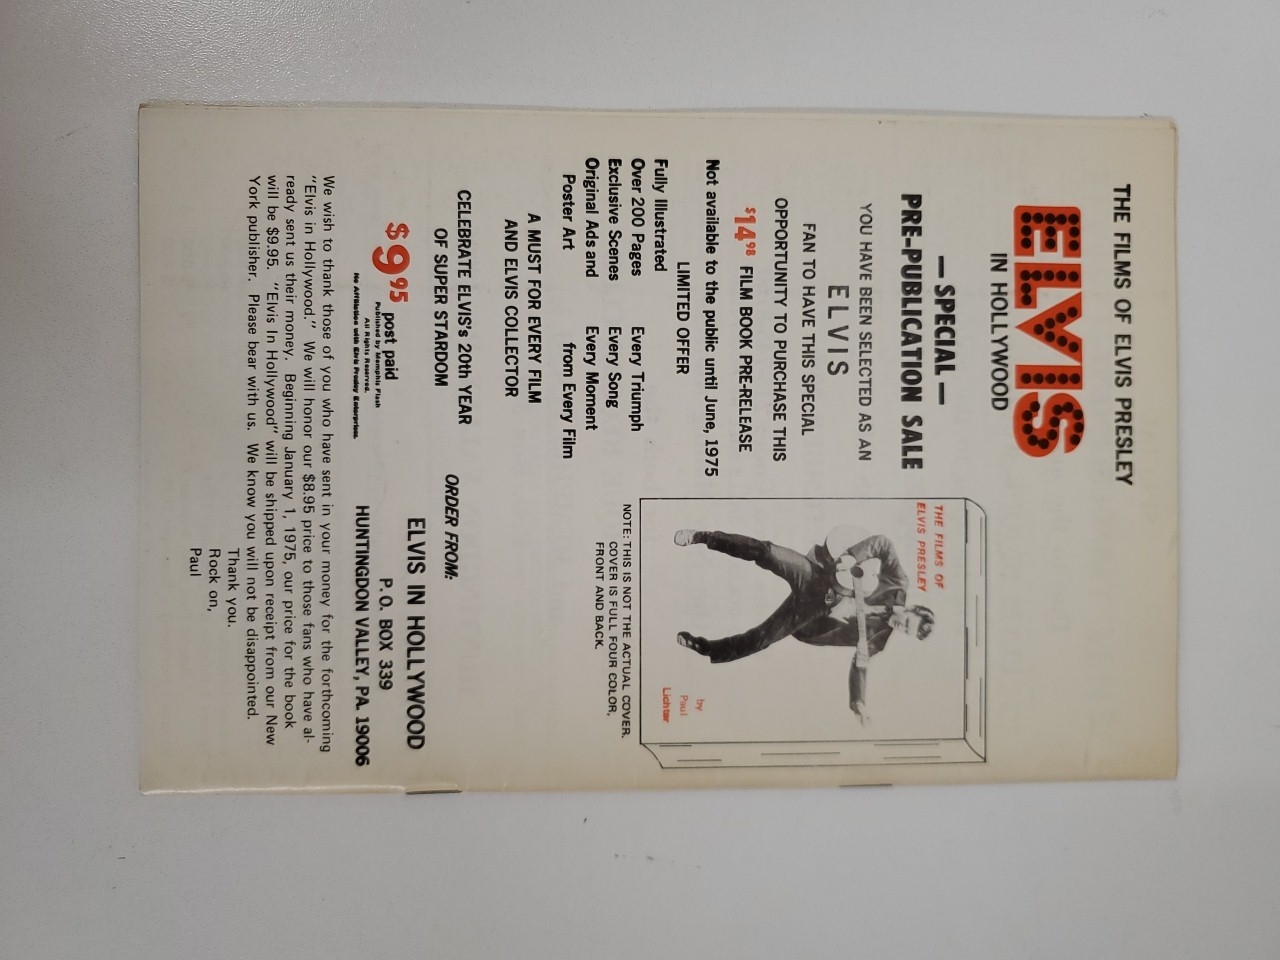 THE FILMS OF ELVIS PRESLEY
ELVIS
IN HOLLYWOOD
— SPECIAL —
PRE-PUBLICATION SALE
YOU HAVE BEEN SELECTED AS AN
ELVIS
FAN TO HAVE THIS SPECIAL
OPPORTUNITY TO PURCHASE THIS
$14.98 FILM BOOK PRE-RELEASE
Not available to the public until June, 1975
LIMITED OFFER
Fully Illustrated
Over 200 Pages
Exclusive Scenes
Original Ads and
Poster Art
Every Triumph
Every Song
Every Moment
from Every Film
A MUST FOR EVERY FILM
AND ELVIS COLLECTOR
CELEBRATE ELVIS's 20th YEAR
OF SUPER STARDOM
$9.95 post paid
Published by Memphis Flash
All Rights Reserved.
No Affiliation with Elvis Presley Enterprises.
THE FILMS OF
ELVIS PRESLEY
by
Paul
Lichter
NOTE: THIS IS NOT THE ACTUAL COVER.
COVER IS FULL FOUR COLOR,
FRONT AND BACK.
ORDER FROM:
ELVIS IN HOLLYWOOD
P. O. BOX 339
HUNTINGDON VALLEY, PA. 19006
We wish to thank those of you who have sent in your money for the forthcoming
"Elvis in Hollywood." We will honor our $8.95 price to those fans who have al-
ready sent us their money. Beginning January 1, 1975, our price for the book
will be $9.95. "Elvis In Hollywood" will be shipped upon receipt from our New
York publisher. Please bear with us. We know you will not be disappointed.
Thank you.
Rock on,
Paul